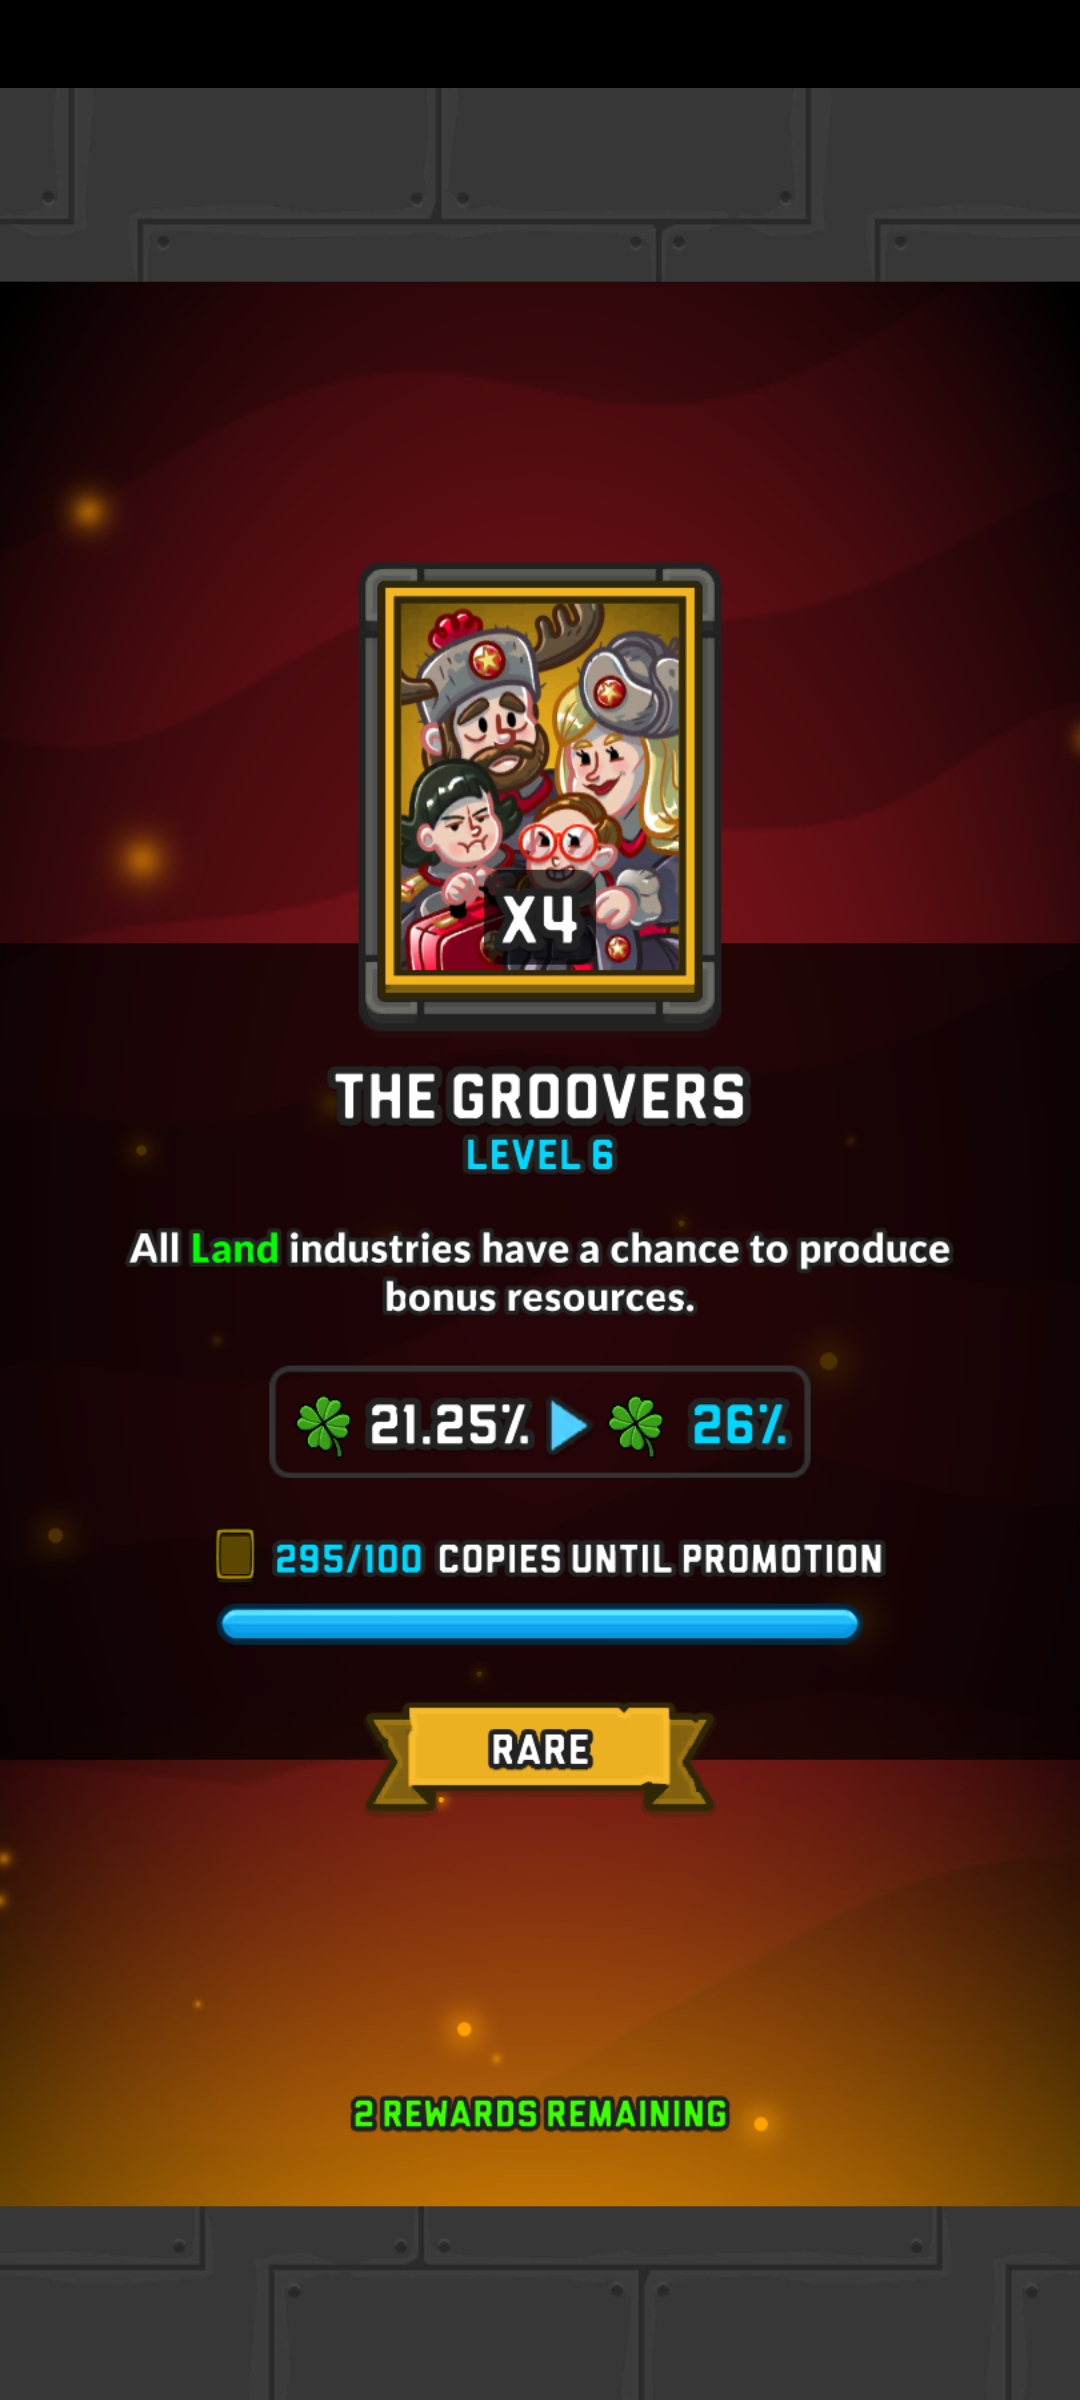 X4
THE GROOVERS
LEVEL 6
All Land industries have a chance to produce
bonus resources.
21.25% 26%
295/100 COPIES UNTIL PROMOTION
RARE
2 REWARDS REMAINING